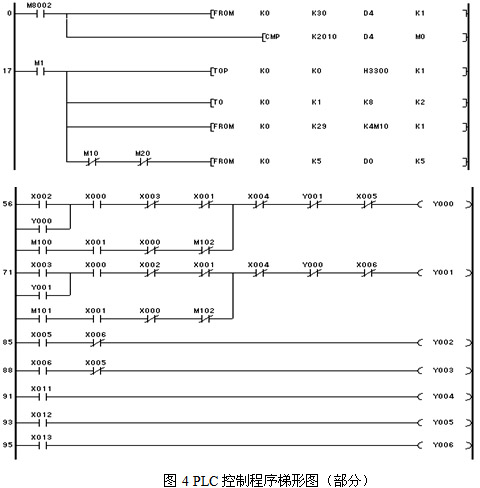 M8002
0 [FROM K0 K30 D4 K1 ]
[CMP K2010 D4 M0 ]
M1
17 [TOP K0 K0 H3300 K1 ]
[TO K0 K1 K8 K2 ]
[FROM K0 K29 K4M10 K1 ]
M10 M20
[FROM K0 K5 D0 K5 ]
X002 X000 X003 X001 X004 Y001 X005
56 ( Y000 )
Y000
M100 X001 X000 M102
X003 X000 X002 X001 X004 Y000 X006
71 ( Y001 )
Y001
M101 X001 X000 M102
X005 X006
85 ( Y002 )
X006 X005
88 ( Y003 )
X011
91 ( Y004 )
X012
93 ( Y005 )
X013
95 ( Y006 )
图 4 PLC 控制程序梯形图（部分）